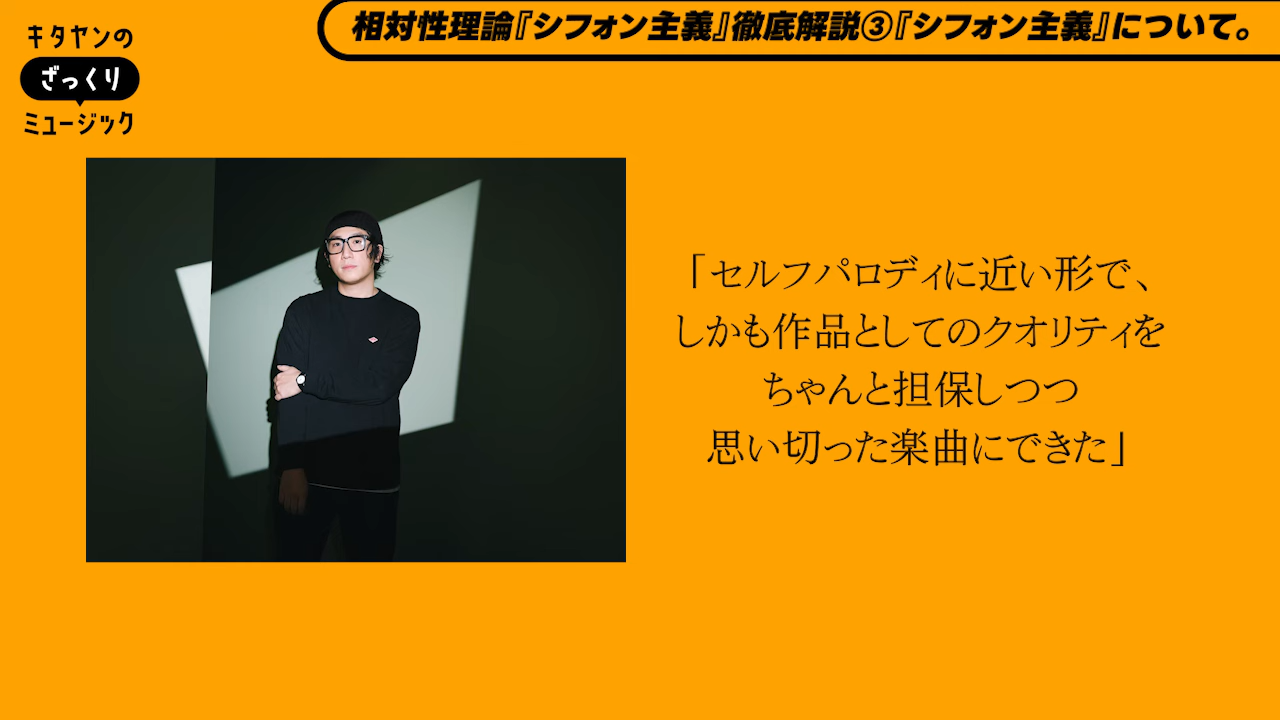 キタヤンの
ざっくり
ミュージック
相対性理論『シフォン主義』徹底解説③『シフォン主義』について。
「セルフパロディに近い形で、
しかも作品としてのクオリティを
ちゃんと担保しつつ
思い切った楽曲にできた」